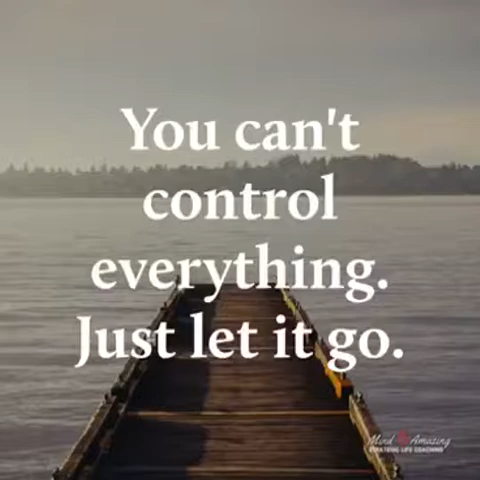 You can't
control
everything.
Just let it go.
Mind Amazing
STRATEGIC LIFE COACHING